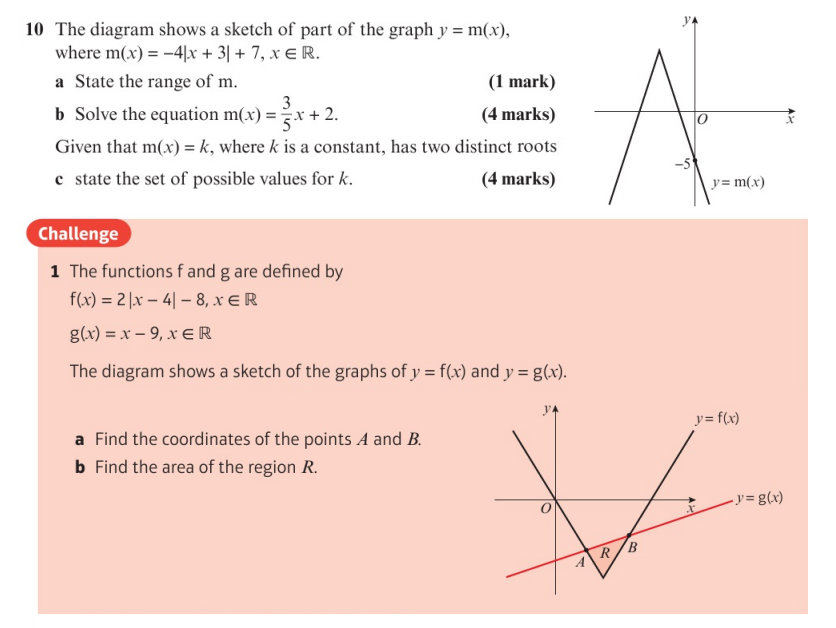 10 The diagram shows a sketch of part of the graph y = m(x),
where m(x) = −4|x + 3| + 7, x ∈ ℝ.
a State the range of m. (1 mark)
b Solve the equation m(x) = 3/5 x + 2. (4 marks)
Given that m(x) = k, where k is a constant, has two distinct roots
c state the set of possible values for k. (4 marks)
y
O
x
−5
y = m(x)
Challenge
1 The functions f and g are defined by
f(x) = 2|x − 4| − 8, x ∈ ℝ
g(x) = x − 9, x ∈ ℝ
The diagram shows a sketch of the graphs of y = f(x) and y = g(x).
a Find the coordinates of the points A and B.
b Find the area of the region R.
y
y = f(x)
O
x
y = g(x)
A
R
B